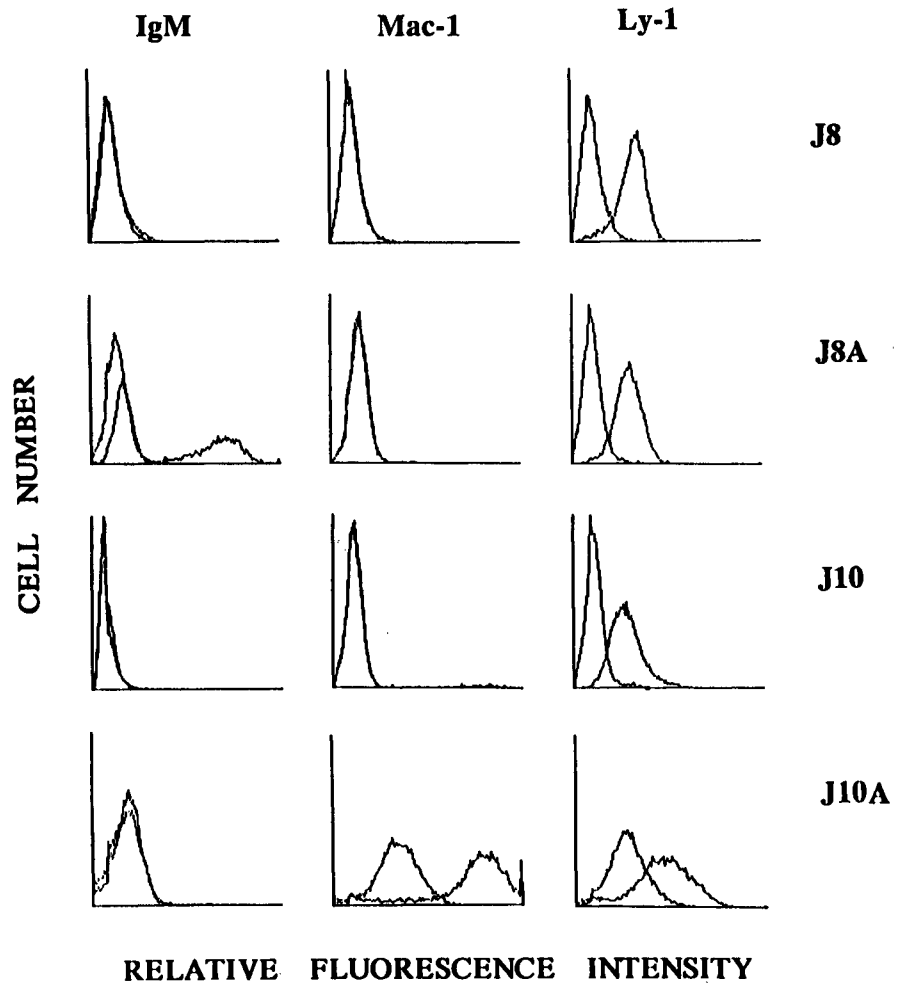 IgM Mac-1 Ly-1
J8
J8A
J10
J10A
CELL NUMBER
RELATIVE FLUORESCENCE INTENSITY